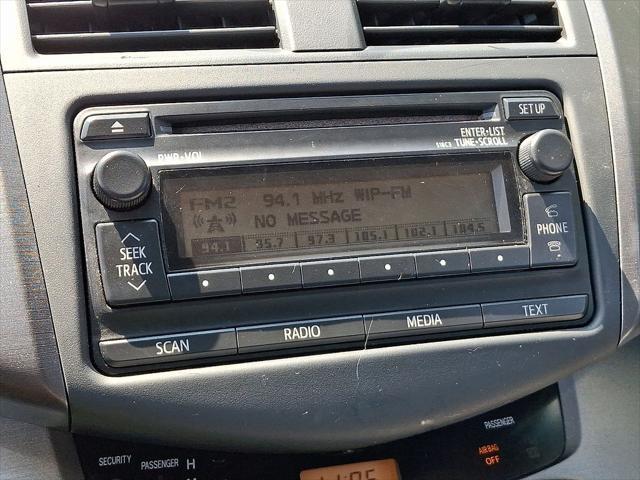 SET UP
ENTER•LIST
TUNE•SCROLL
PWR•VOL
FM2 94.1 MHz WIP-FM
NO MESSAGE
94.1 95.7 97.3 105.1 102.1 104.5
SEEK
TRACK
PHONE
SCAN RADIO MEDIA TEXT
SECURITY PASSENGER H
PASSENGER
AIRBAG
OFF